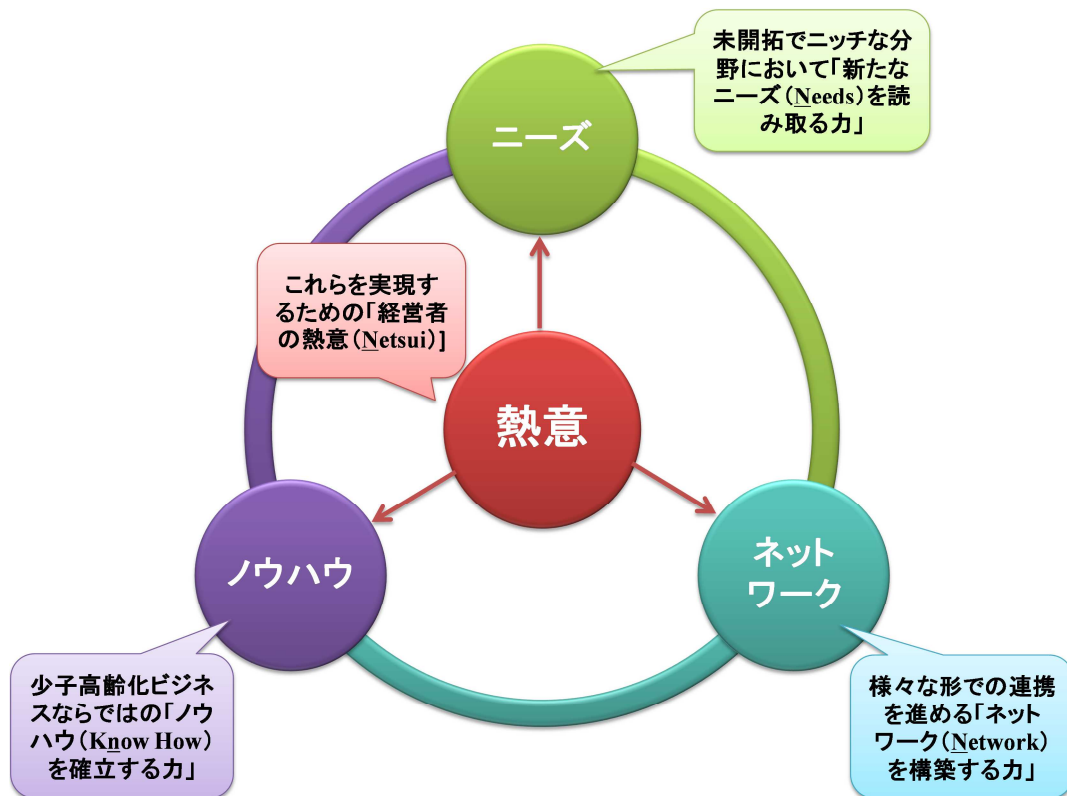 未開拓でニッチな分
野において「新たな
ニーズ(Needs)を読
み取る力」
ニーズ
これらを実現す
るための「経営者
の熱意(Netsui)]
熱意
ノウハウ
ネット
ワーク
少子高齢化ビジネ
スならではの「ノウ
ハウ(Know How)
を確立する力」
様々な形での連携
を進める「ネット
ワーク(Network)
を構築する力」